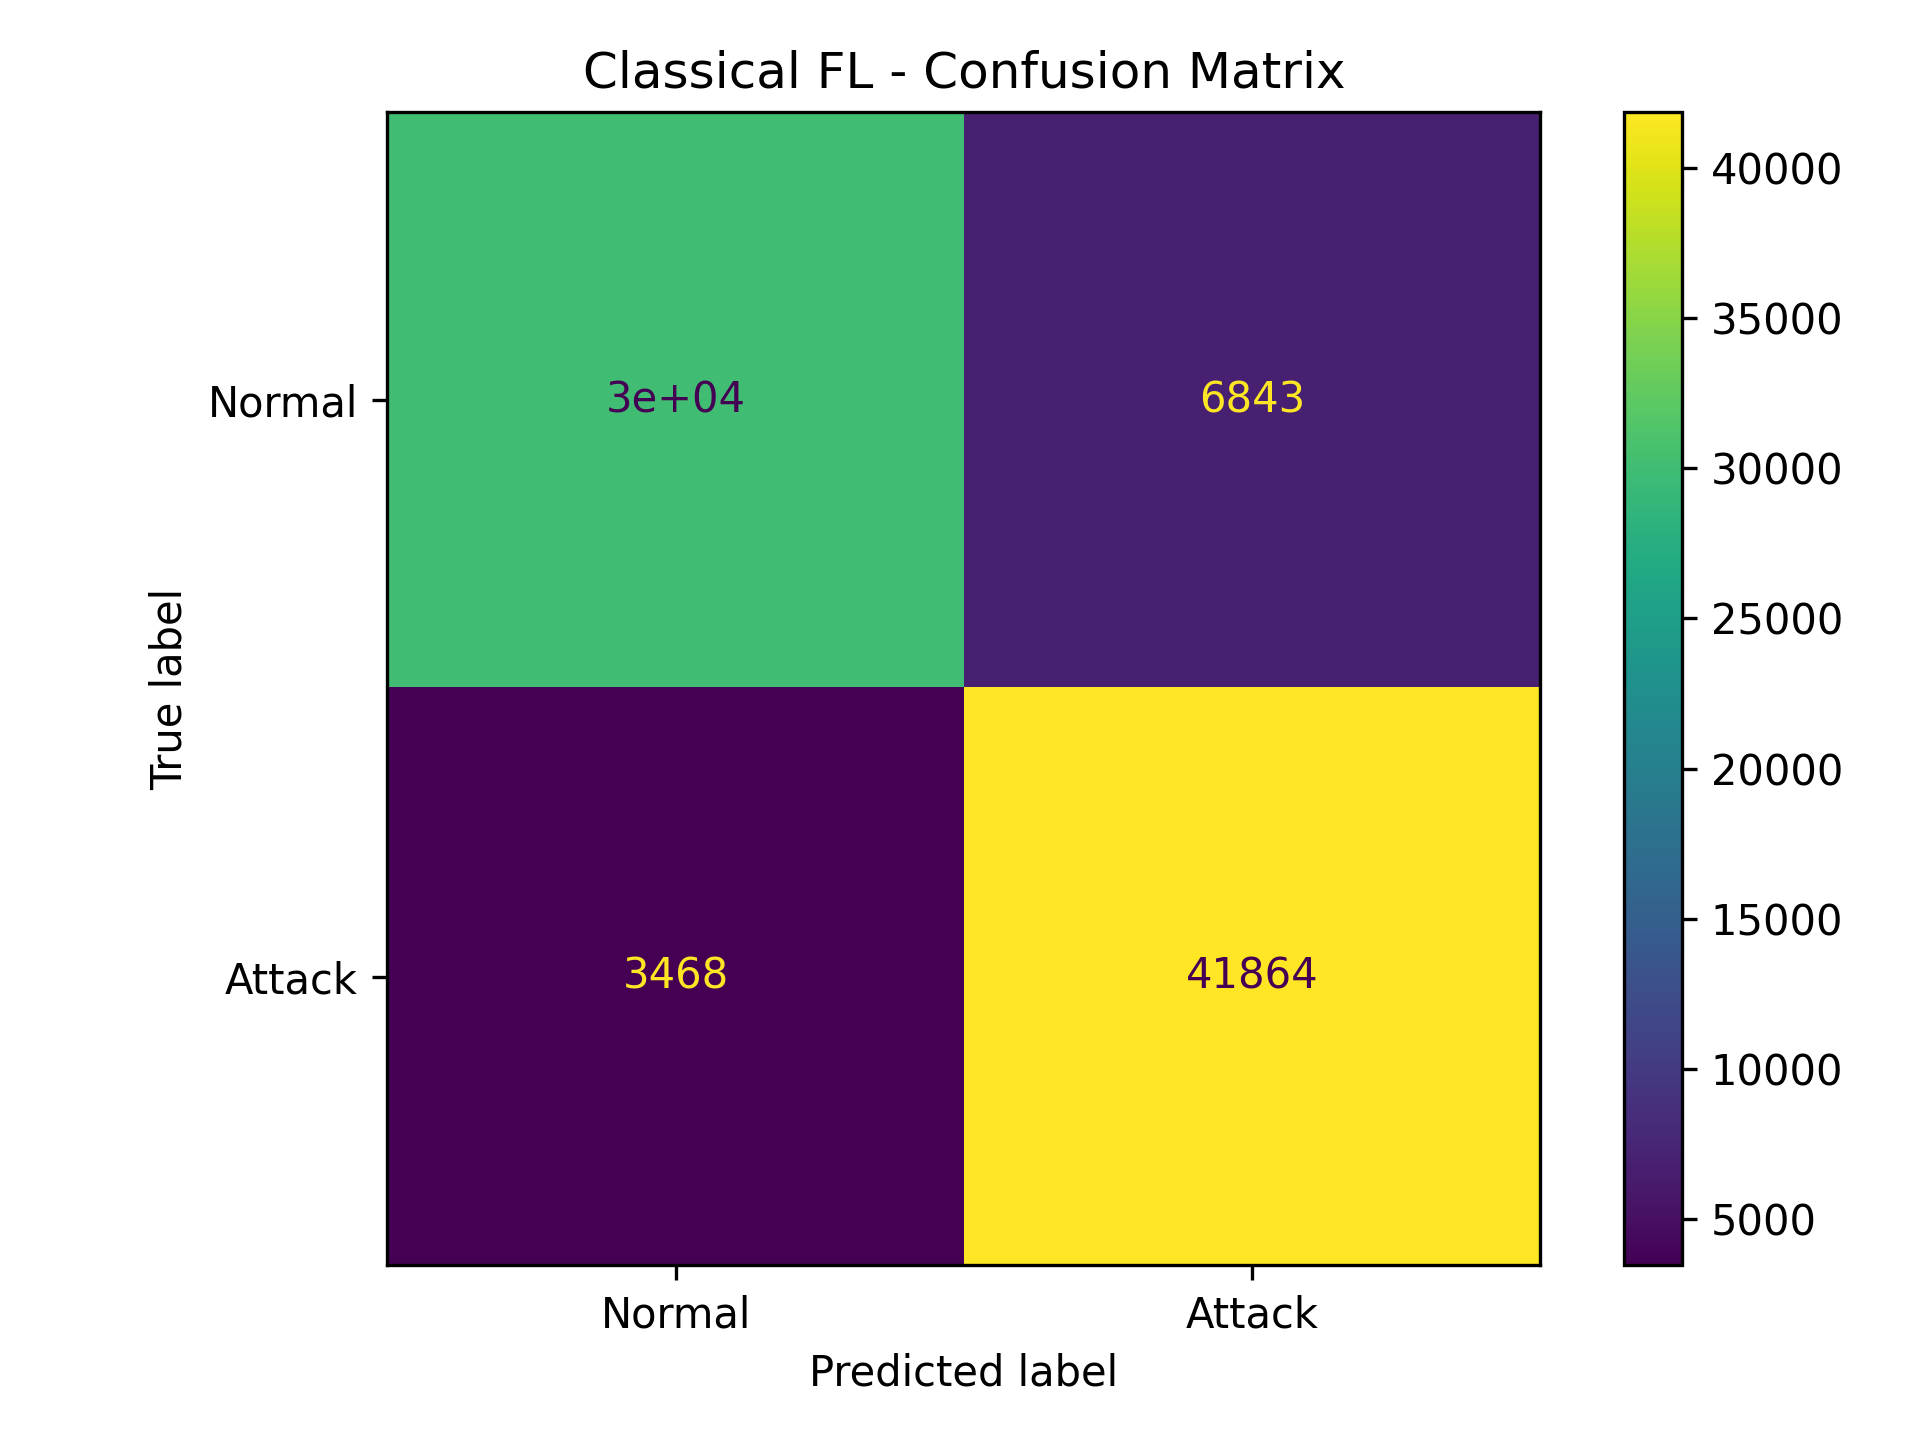 Classical FL - Confusion Matrix
True label
Normal
Attack
3e+04
6843
3468
41864
Normal
Attack
Predicted label
40000
35000
30000
25000
20000
15000
10000
5000